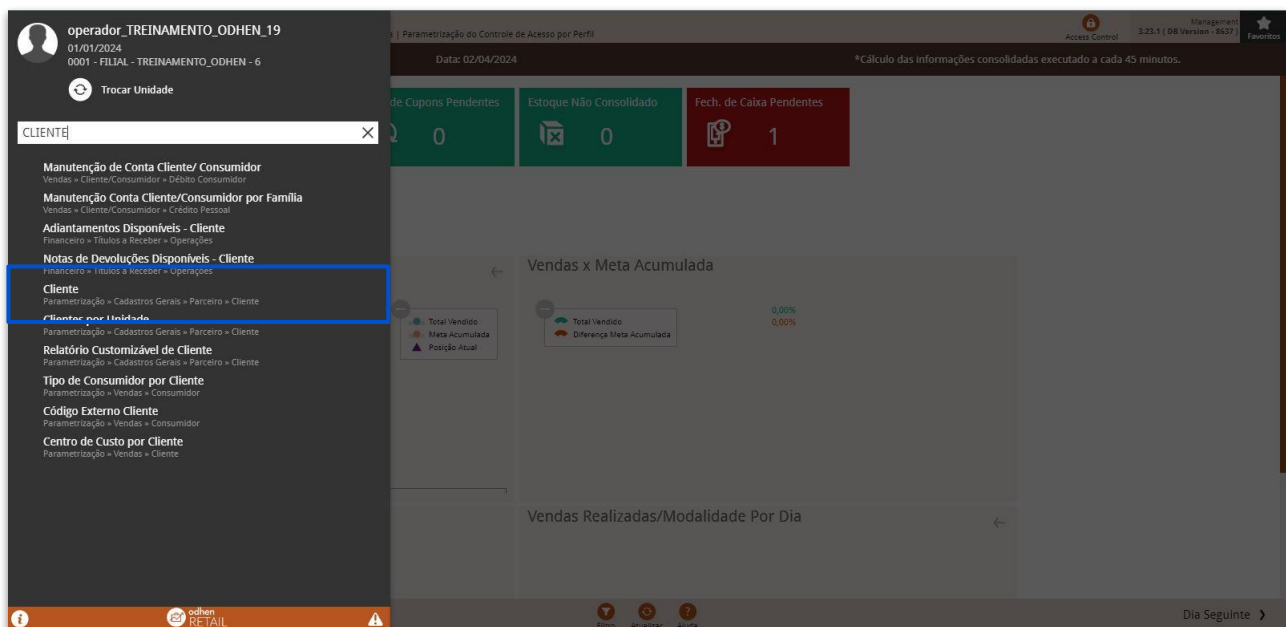 operador_TREINAMENTO_ODHEN_19
01/01/2024
0001 - FILIAL - TREINAMENTO_ODHEN - 6
Trocar Unidade
CLIENTE
Manutenção de Conta Cliente/ Consumidor
Vendas » Cliente/Consumidor » Débito Consumidor
Manutenção Conta Cliente/Consumidor por Família
Vendas » Cliente/Consumidor » Crédito Pessoal
Adiantamentos Disponíveis - Cliente
Financeiro » Títulos a Receber » Operações
Notas de Devoluções Disponíveis - Cliente
Financeiro » Títulos a Receber » Operações
Cliente
Parametrização » Cadastros Gerais » Parceiro » Cliente
Clientes por Unidade
Parametrização » Cadastros Gerais » Parceiro » Cliente
Relatório Customizável de Cliente
Parametrização » Cadastros Gerais » Parceiro » Cliente
Tipo de Consumidor por Cliente
Parametrização » Vendas » Consumidor
Código Externo Cliente
Parametrização » Vendas » Consumidor
Centro de Custo por Cliente
Parametrização » Vendas » Cliente
odhen
RETAIL
| Parametrização do Controle de Acesso por Perfil
Access Control
Management
3.23.1 ( DB Version - 8637 )
Favoritos
Data: 02/04/2024
*Cálculo das informações consolidadas executado a cada 45 minutos.
de Cupons Pendentes
0
Estoque Não Consolidado
0
Fech. de Caixa Pendentes
1
Total Vendido
Meta Acumulada
Posição Atual
Vendas x Meta Acumulada
Total Vendido
Diferença Meta Acumulada
0,00%
0,00%
Vendas Realizadas/Modalidade Por Dia
Filtro
Atualizar
Ajuda
Dia Seguinte